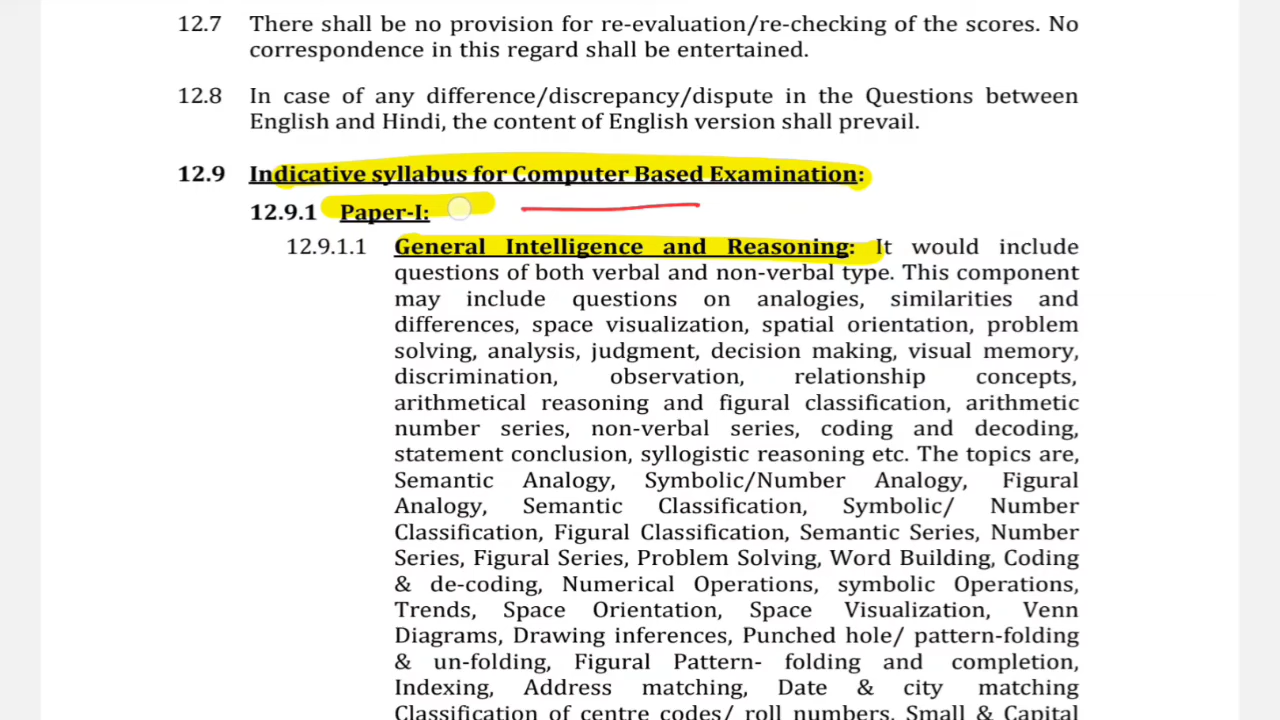 12.7 There shall be no provision for re-evaluation/re-checking of the scores. No
correspondence in this regard shall be entertained.
12.8 In case of any difference/discrepancy/dispute in the Questions between
English and Hindi, the content of English version shall prevail.
12.9 Indicative syllabus for Computer Based Examination:
12.9.1 Paper-I:
12.9.1.1 General Intelligence and Reasoning: It would include
questions of both verbal and non-verbal type. This component
may include questions on analogies, similarities and
differences, space visualization, spatial orientation, problem
solving, analysis, judgment, decision making, visual memory,
discrimination, observation, relationship concepts,
arithmetical reasoning and figural classification, arithmetic
number series, non-verbal series, coding and decoding,
statement conclusion, syllogistic reasoning etc. The topics are,
Semantic Analogy, Symbolic/Number Analogy, Figural
Analogy, Semantic Classification, Symbolic/ Number
Classification, Figural Classification, Semantic Series, Number
Series, Figural Series, Problem Solving, Word Building, Coding
& de-coding, Numerical Operations, symbolic Operations,
Trends, Space Orientation, Space Visualization, Venn
Diagrams, Drawing inferences, Punched hole/ pattern-folding
& un-folding, Figural Pattern- folding and completion,
Indexing, Address matching, Date & city matching
Classification of centre codes/ roll numbers, Small & Capital